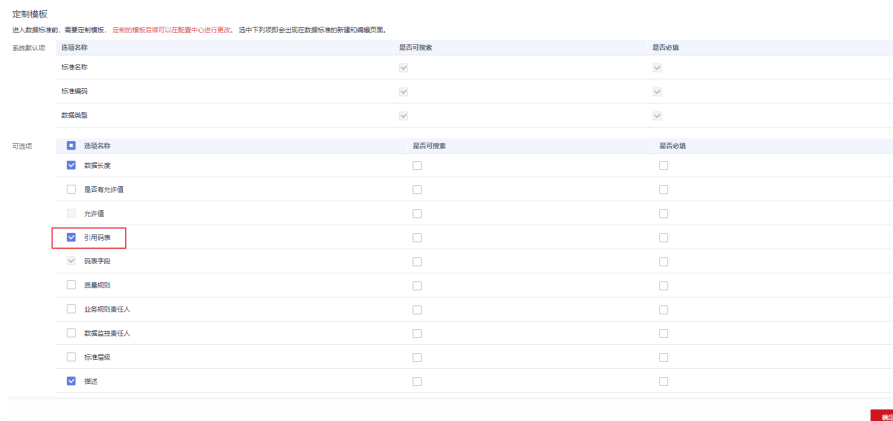 定制模板
进入数据标准前，需要定制模板， 定制的模板后续可以在配置中心进行更改。 选中下列项即会出现在数据标准的新建和编辑页面。
系统默认项 选项名称 是否可搜索 是否必填
标准名称
标准编码
数据类型
可选项 选项名称 是否可搜索 是否必填
数据长度
是否有允许值
允许值
引用码表
码表字段
质量规则
业务规则责任人
数据监控责任人
标准层级
描述